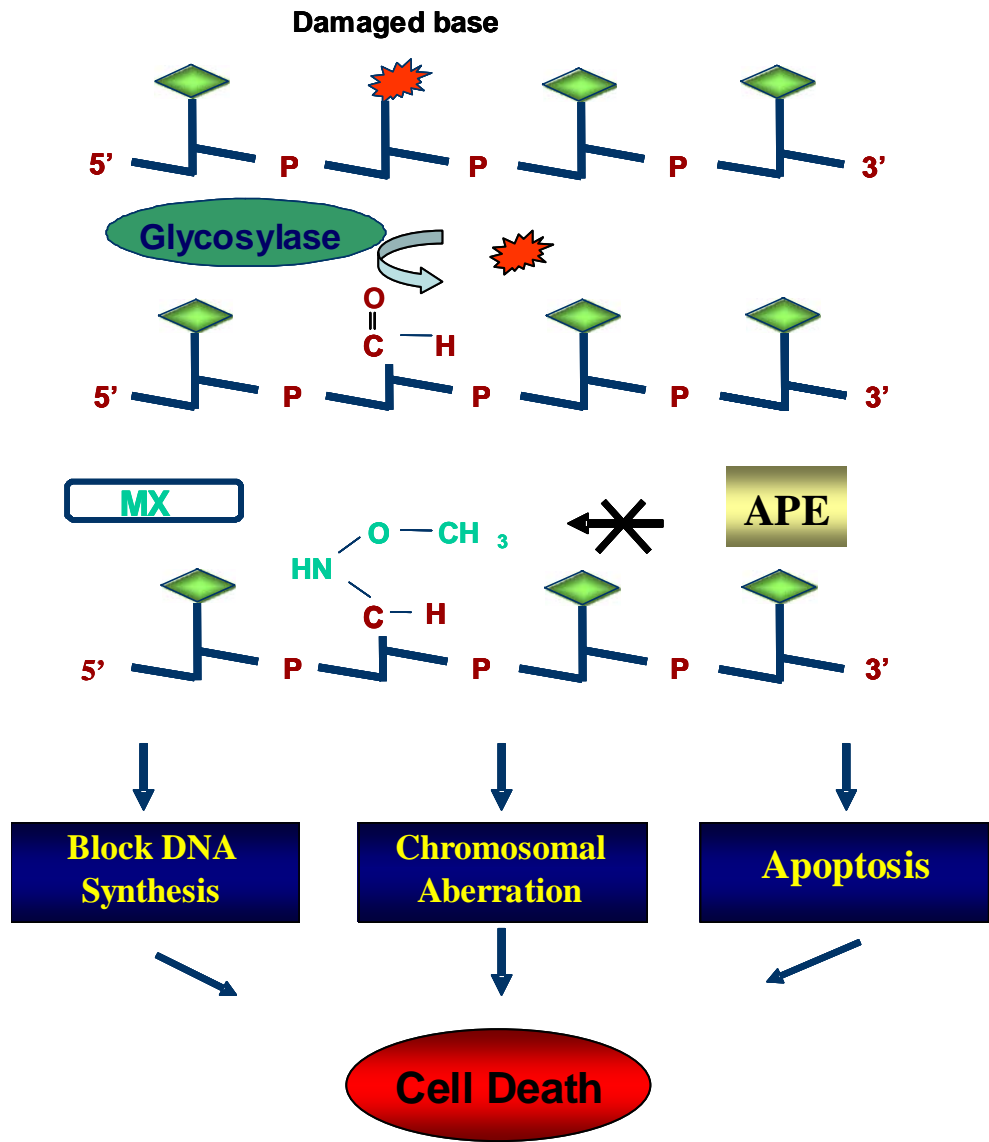 Damaged base
5’ P P P 3’
Glycosylase
O
C H
5’ P P P 3’
MX
APE
O CH 3
HN
C H
5’ P P P 3’
Block DNA
Synthesis
Chromosomal
Aberration
Apoptosis
Cell Death